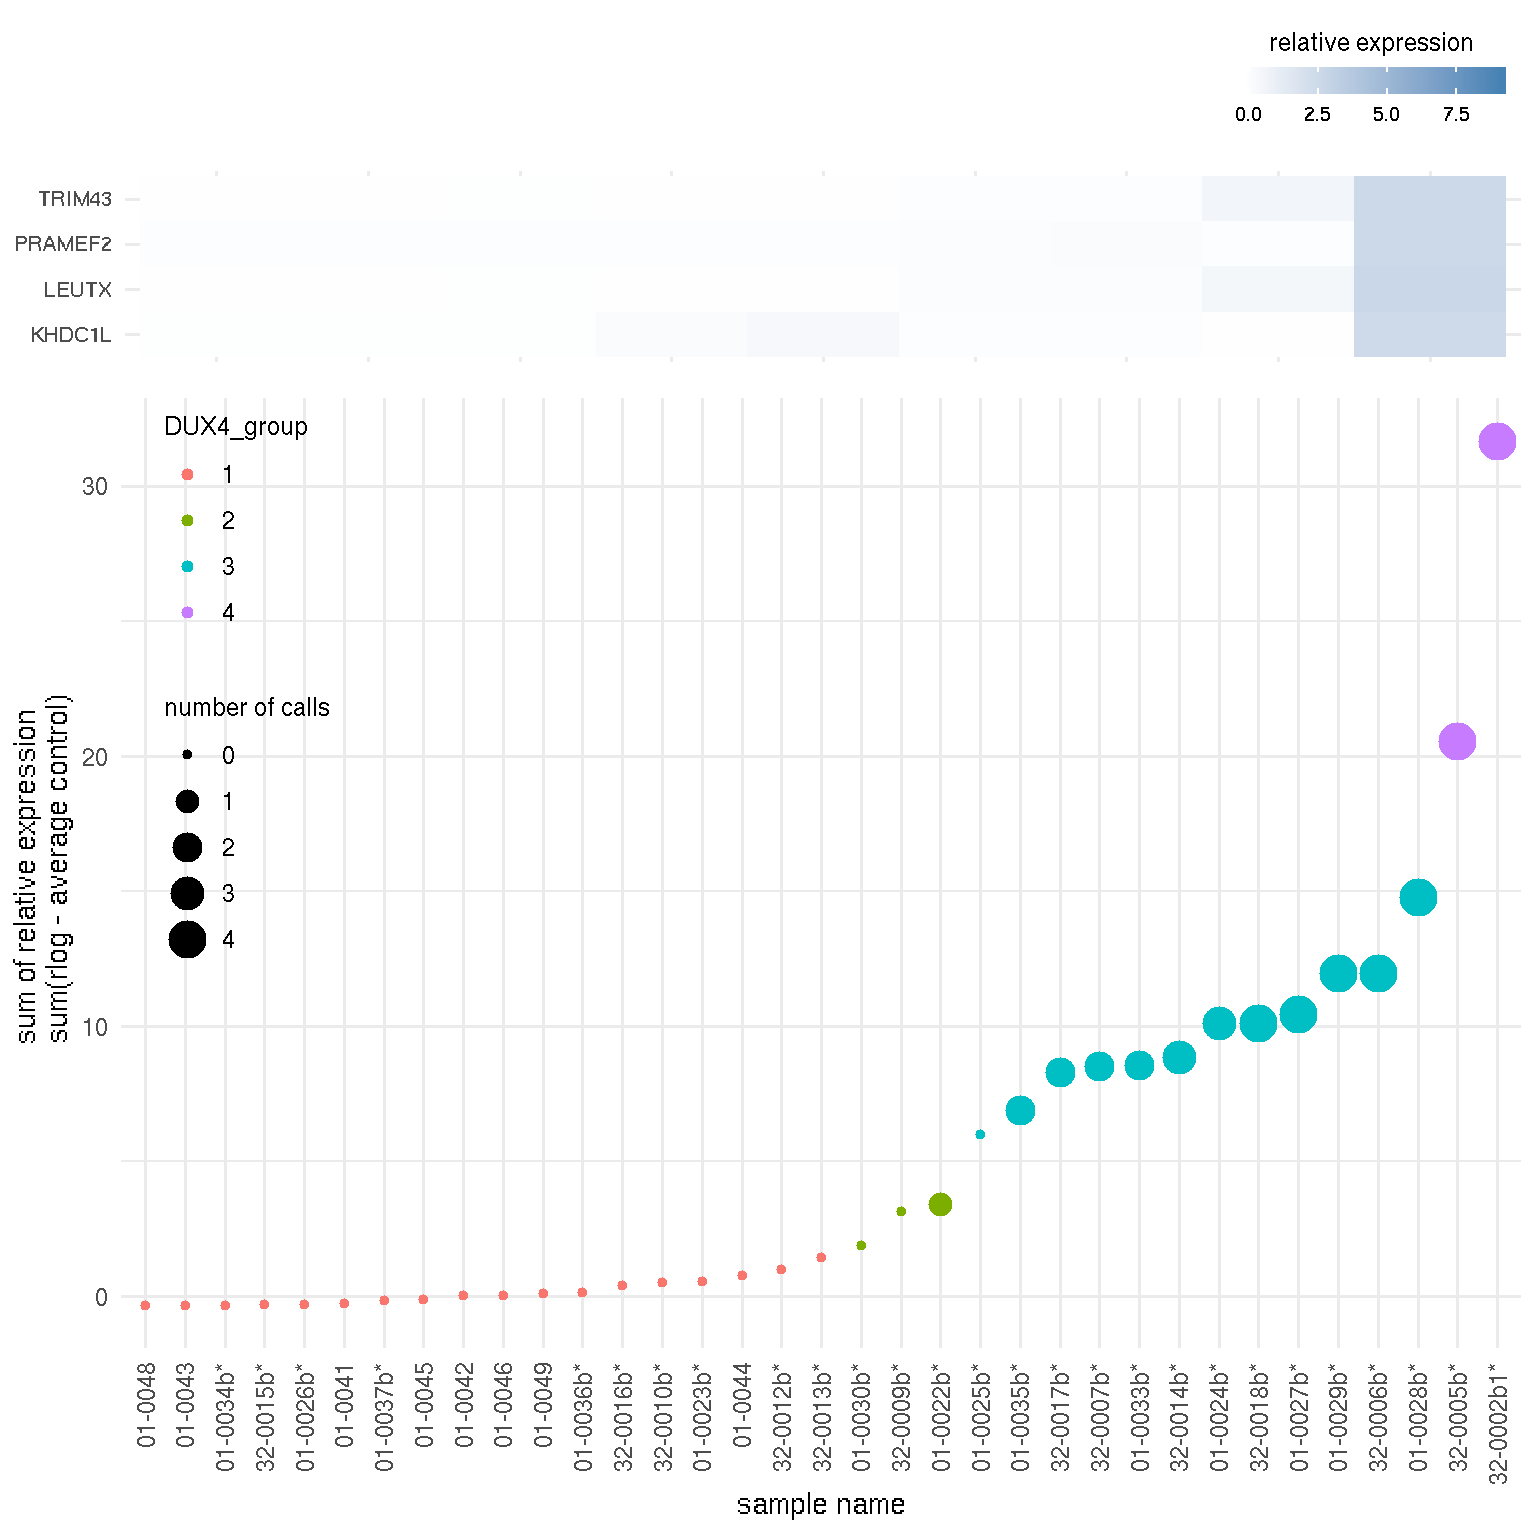 relative expression
0.0 2.5 5.0 7.5
TRIM43
PRAMEF2
LEUTX
KHDC1L
DUX4_group
1
2
3
4
number of calls
0
1
2
3
4
30
20
10
0
sum of relative expression
sum(rlog - average control)
01-0048
01-0043
01-0034b*
32-0015b*
01-0026b*
01-0041
01-0037b*
01-0045
01-0042
01-0046
01-0049
01-0036b*
32-0016b*
32-0010b*
01-0023b*
01-0044
32-0012b*
32-0013b*
01-0030b*
32-0009b*
01-0022b*
01-0025b*
01-0035b*
32-0017b*
32-0007b*
01-0033b*
32-0014b*
01-0024b*
32-0018b*
01-0027b*
01-0029b*
32-0006b*
01-0028b*
32-0005b*
32-0002b1*
sample name